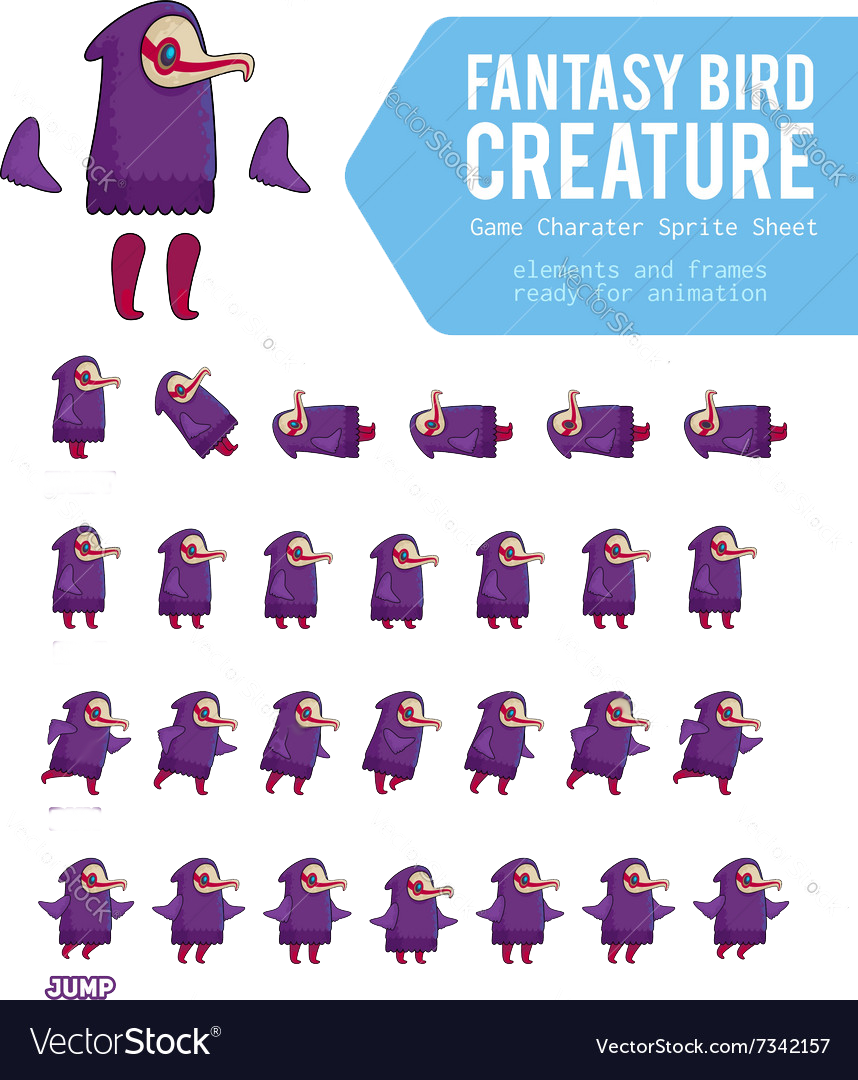 FANTASY BIRD
CREATURE
Game Charater Sprite Sheet
elements and frames
ready for animation
JUMP
VectorStock®
VectorStock.com/7342157